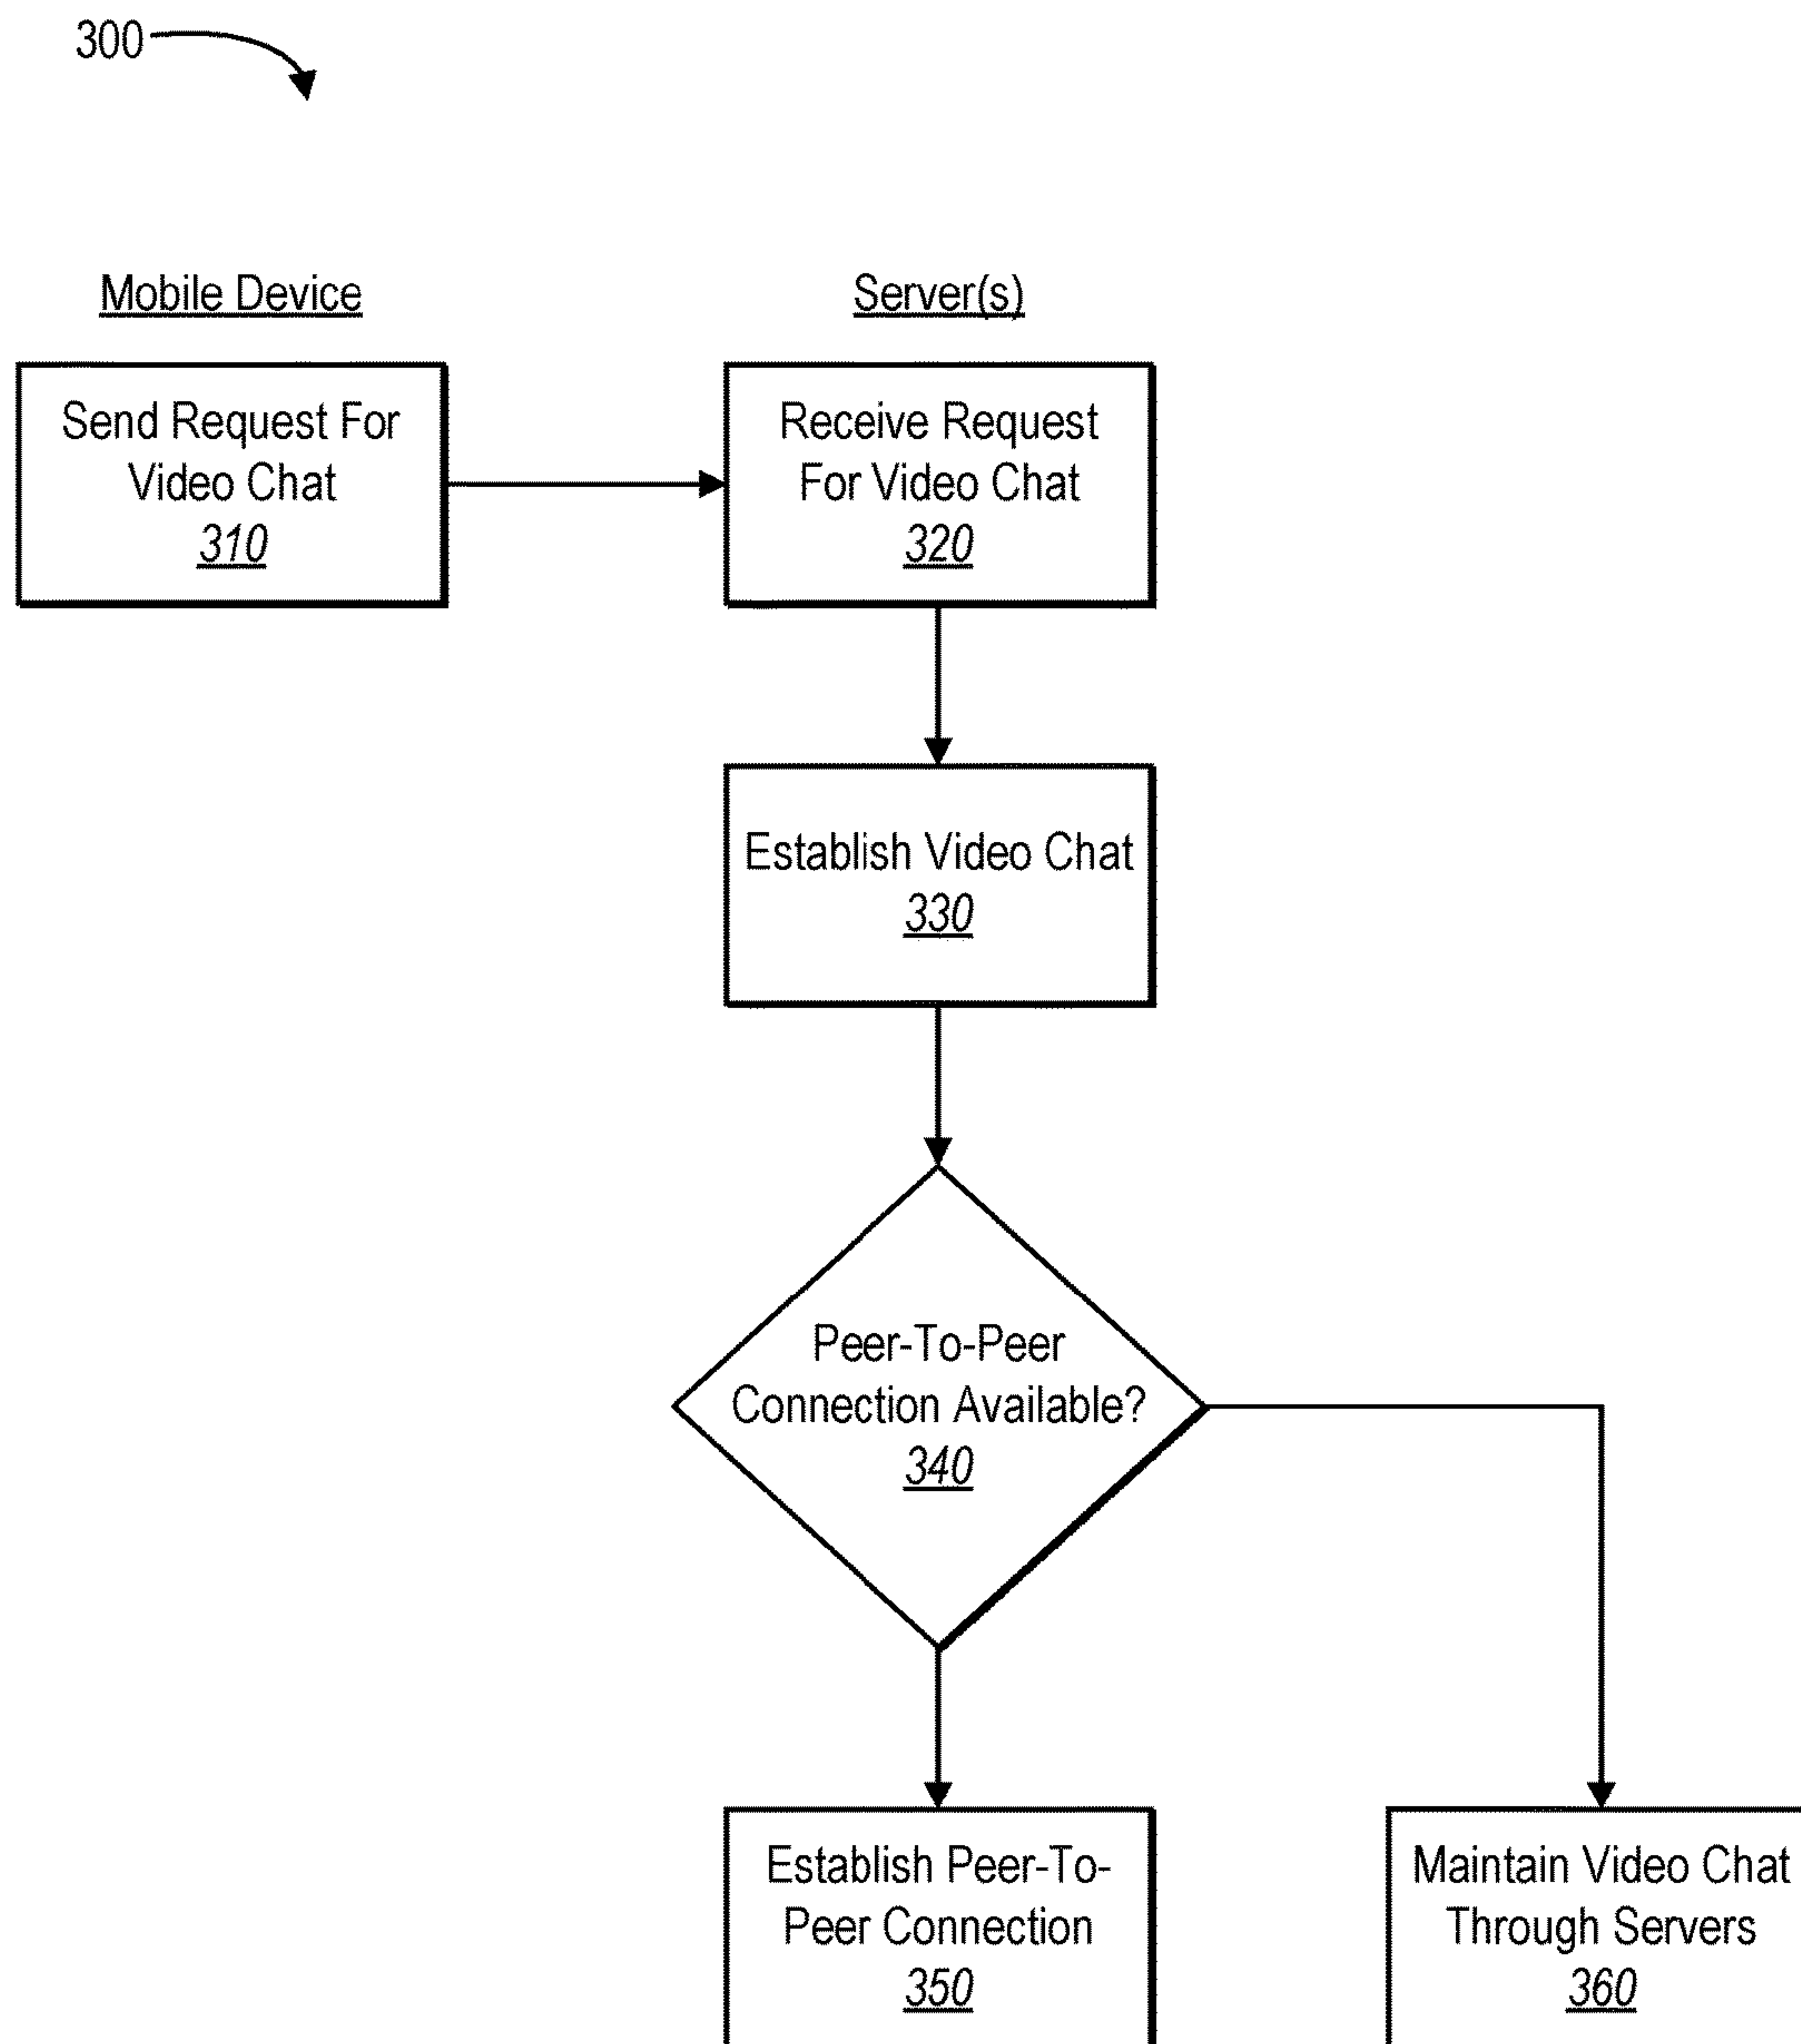 300
Mobile Device
Server(s)
Send Request For
Video Chat
310
Receive Request
For Video Chat
320
Establish Video Chat
330
Peer-To-Peer
Connection Available?
340
Establish Peer-To-
Peer Connection
350
Maintain Video Chat
Through Servers
360